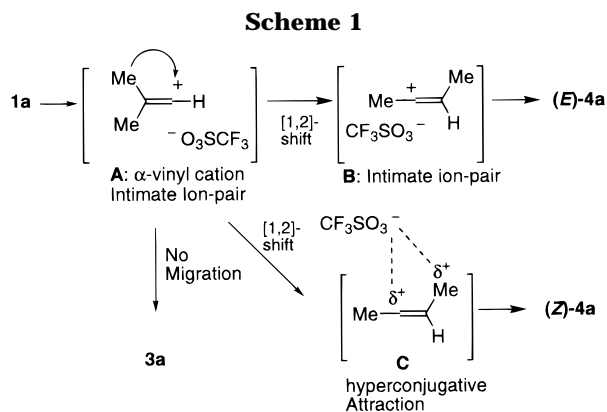 Scheme 1
1a
Me
+
H
Me
⁻ O₃SCF₃
A: α-vinyl cation
Intimate Ion-pair
[1,2]-
shift
Me
+
Me
H
CF₃SO₃⁻
B: Intimate ion-pair
(E)-4a
No
Migration
3a
[1,2]-
shift
CF₃SO₃⁻
δ⁺
δ⁺
Me
Me
H
C
hyperconjugative
Attraction
(Z)-4a